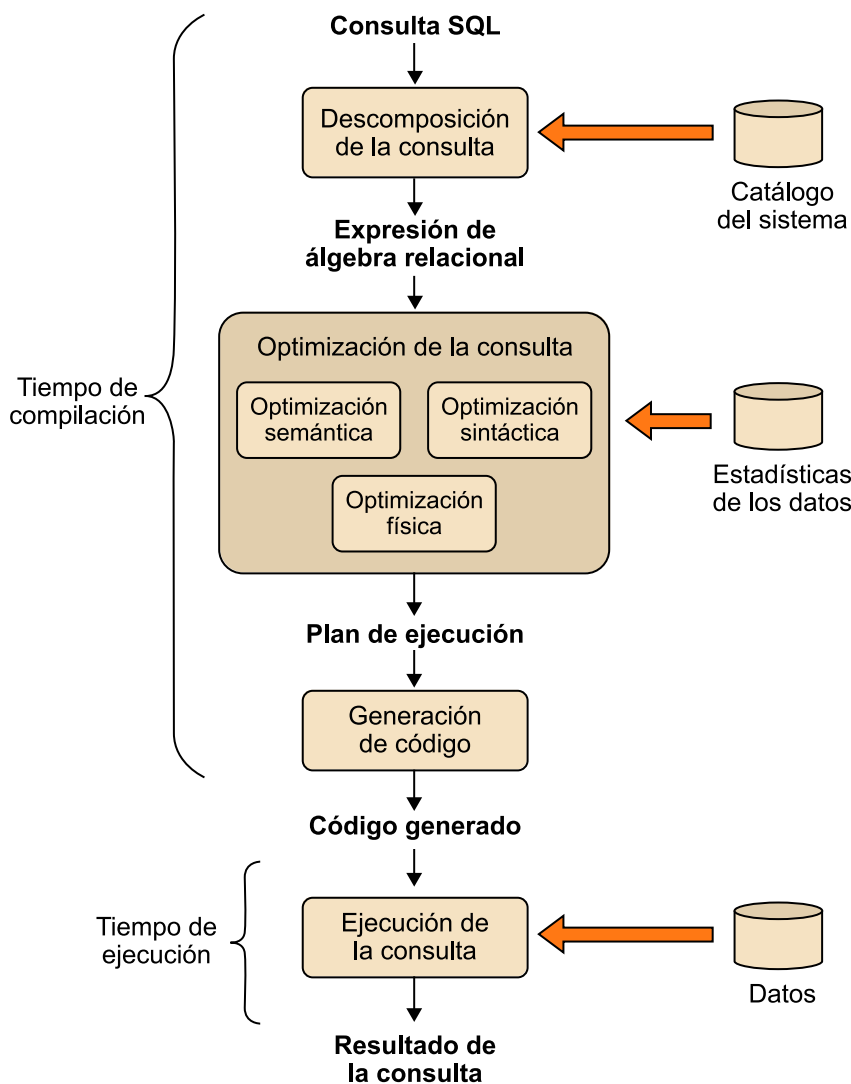 Consulta SQL
Descomposición
de la consulta
Catálogo
del sistema
Expresión de
álgebra relacional
Optimización de la consulta
Optimización
semántica
Optimización
sintáctica
Optimización
física
Tiempo de
compilación
Estadísticas
de los datos
Plan de ejecución
Generación
de código
Código generado
Tiempo de
ejecución
Ejecución de
la consulta
Datos
Resultado de
la consulta